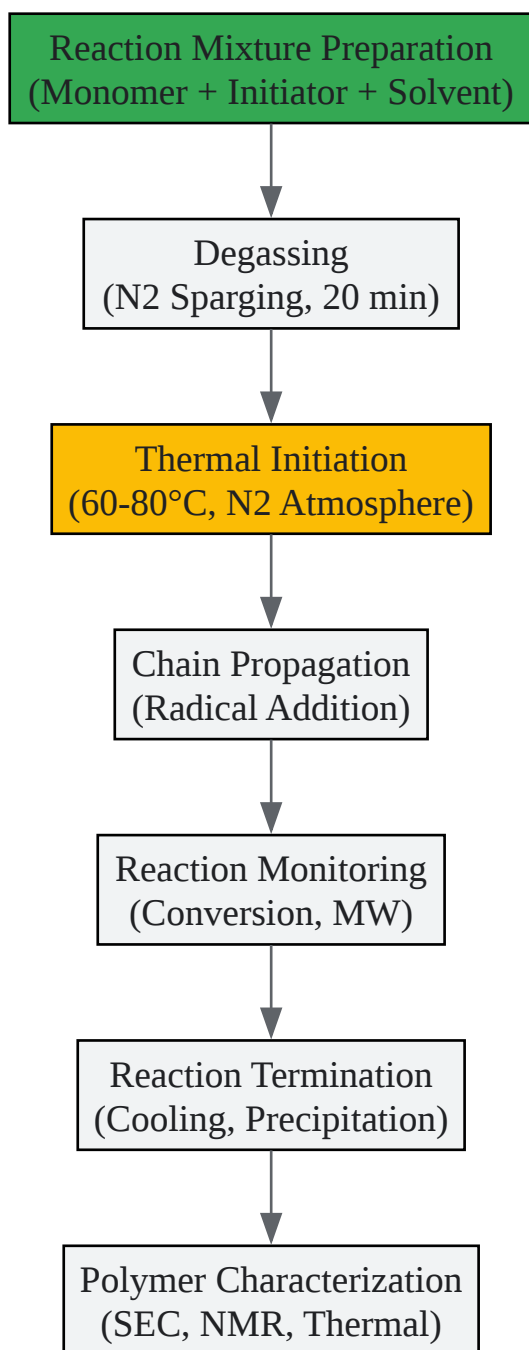 Reaction Mixture Preparation
(Monomer + Initiator + Solvent)
Degassing
(N2 Sparging, 20 min)
Thermal Initiation
(60-80°C, N2 Atmosphere)
Chain Propagation
(Radical Addition)
Reaction Monitoring
(Conversion, MW)
Reaction Termination
(Cooling, Precipitation)
Polymer Characterization
(SEC, NMR, Thermal)